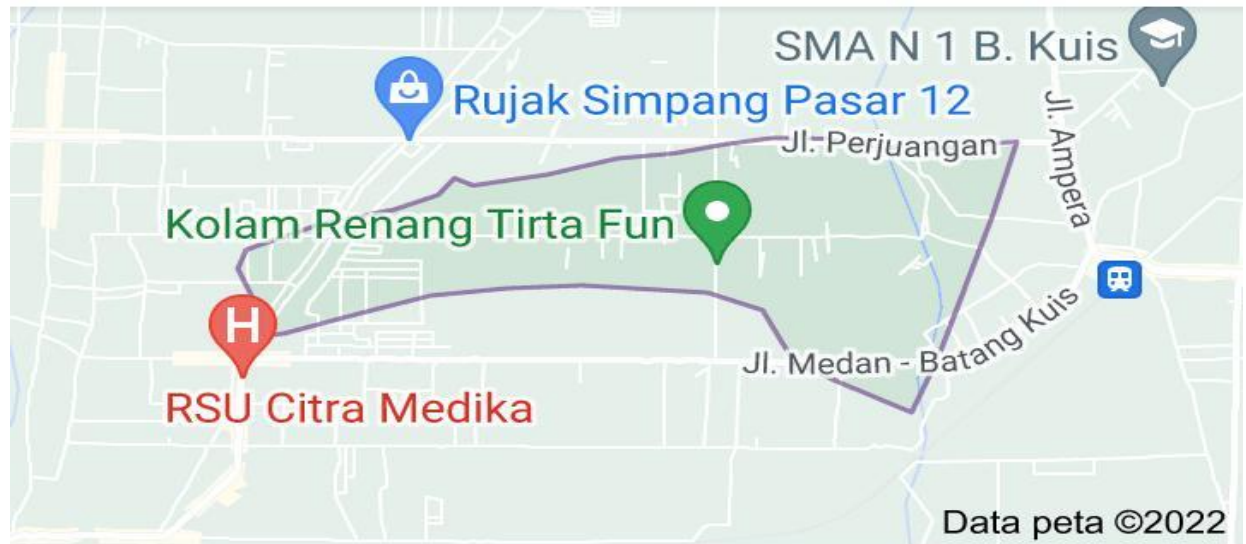 SMA N 1 B. Kuis
Rujak Simpang Pasar 12
Jl. Perjuangan
Jl. Ampera
Kolam Renang Tirta Fun
H
Jl. Medan - Batang Kuis
RSU Citra Medika
Data peta ©2022